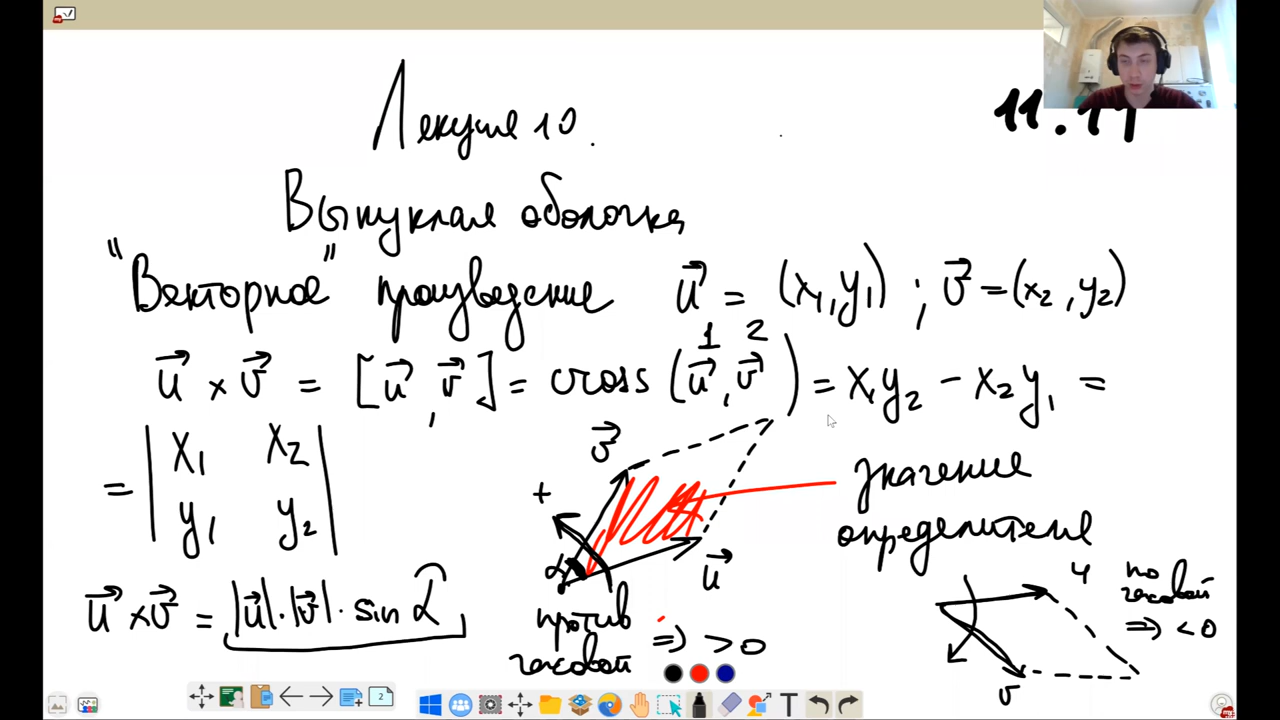 Лекция 10.
11.11
Выпуклая оболочка
"Векторное" произведение u⃗ = (x₁, y₁) ; v⃗ = (x₂, y₂)
1 2
u⃗ × v⃗ = [u⃗, v⃗] = cross (u⃗, v⃗) = x₁y₂ − x₂y₁ =
= | x₁ x₂ |
| y₁ y₂ |
v⃗
+
α
u⃗
значение
определителя
u⃗ × v⃗ = |u⃗| · |v⃗| · sin α
против
часовой ⇒ > 0
u
v
по
часовой
⇒ < 0
2
T